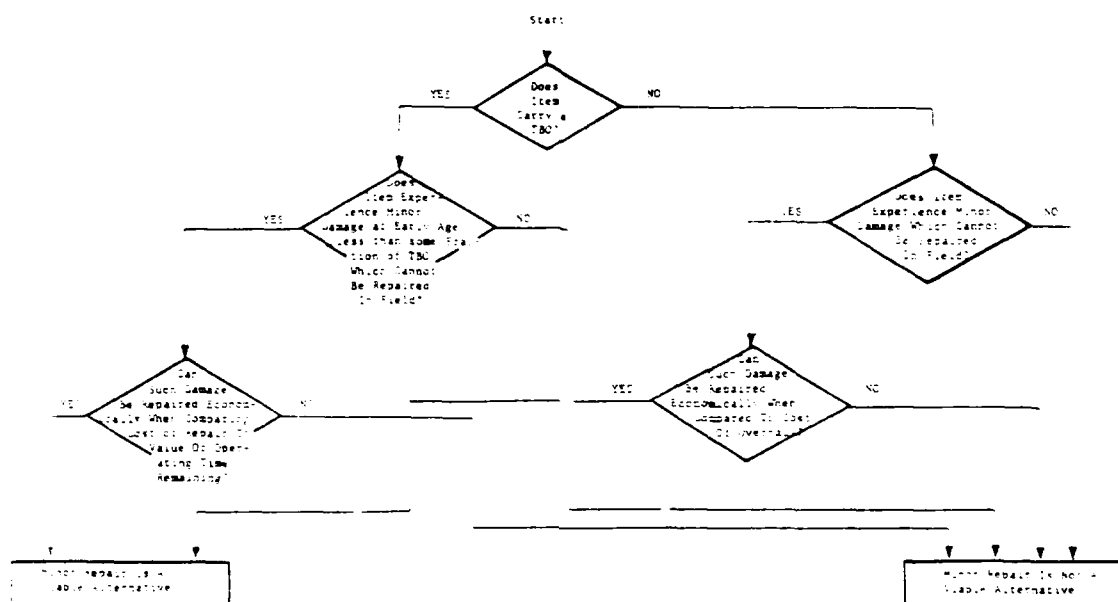 Start
Does
Item
Carry a
TBO?
YES
NO
Does
Item Exper-
ience Minor
Damage at Early Age
Less than some Frac
tion of TBO
Which Cannot
Be Repaired
In Field?
YES
NO
Does Item
Experience Minor
Damage Which Cannot
Be Repaired
In Field?
YES
NO
Can
Such Damage
Be Repaired Econom-
ically When Comparing
Cost of Repair To
Value Of Oper-
ating Time
Remaining?
YES
NO
Can
Such Damage
Be Repaired
Economically When
Compared To Cost
Of Overhaul?
YES
NO
Minor Repair Is A
Viable Alternative
Minor Repair Is Not A
Viable Alternative